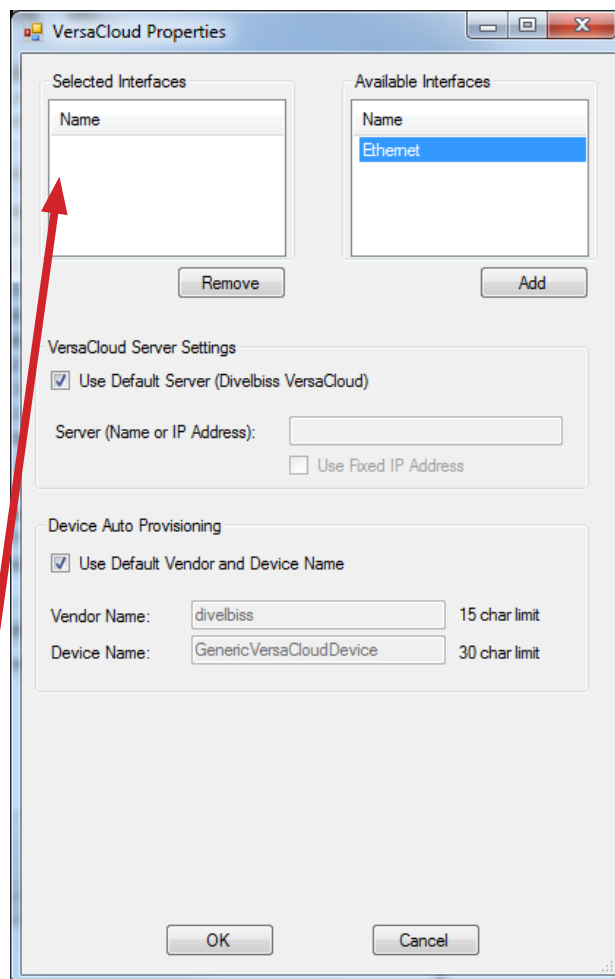 VersaCloud Properties
Selected Interfaces
Name
Available Interfaces
Name
Ethernet
Remove
Add
VersaCloud Server Settings
Use Default Server (Divelbiss VersaCloud)
Server (Name or IP Address):
Use Fixed IP Address
Device Auto Provisioning
Use Default Vendor and Device Name
Vendor Name: divelbiss 15 char limit
Device Name: GenericVersaCloudDevice 30 char limit
OK Cancel